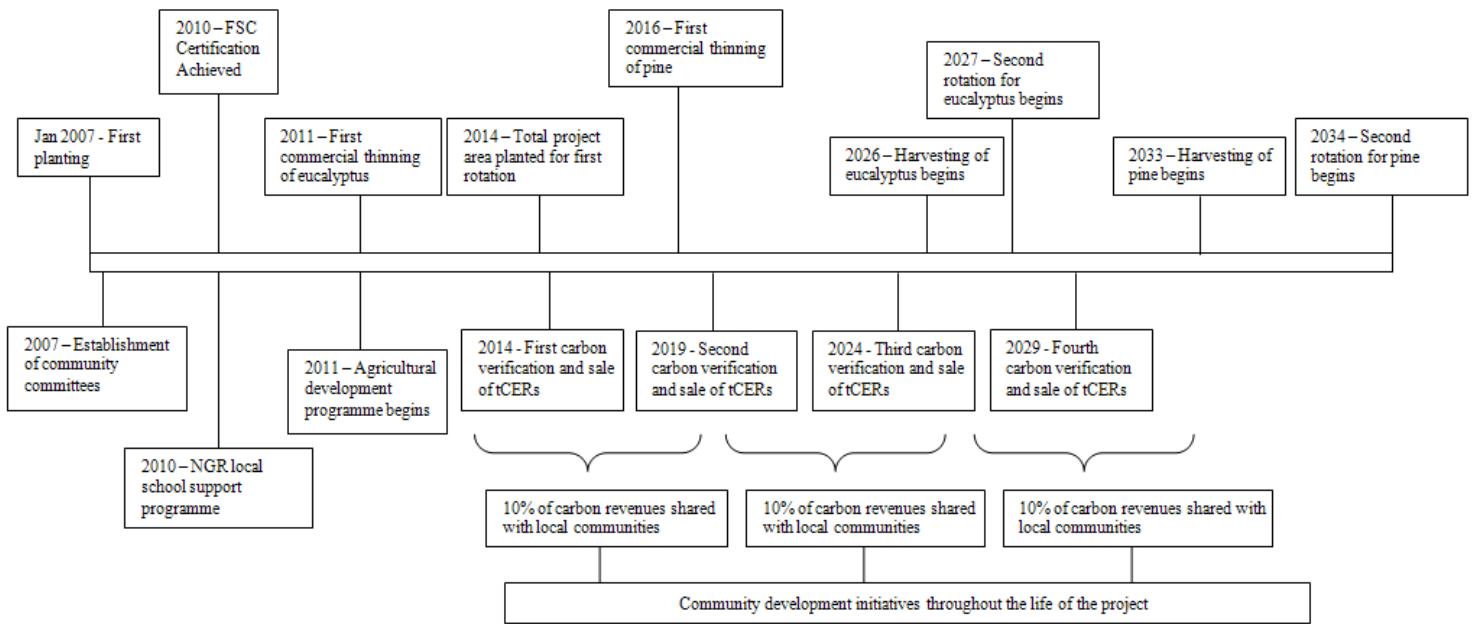 2010 – FSC
Certification
Achieved
2016 – First
commercial thinning
of pine
2027 – Second
rotation for
eucalyptus begins
Jan 2007 - First
planting
2011 – First
commercial thinning
of eucalyptus
2014 – Total project
area planted for first
rotation
2026 – Harvesting of
eucalyptus begins
2033 – Harvesting of
pine begins
2034 – Second
rotation for pine
begins
2007 – Establishment
of community
committees
2010 – NGR local
school support
programme
2011 – Agricultural
development
programme begins
2014 - First carbon
verification and sale
of tCERs
2019 - Second
carbon verification
and sale of tCERs
2024 - Third carbon
verification and sale
of tCERs
2029 - Fourth
carbon verification
and sale of tCERs
10% of carbon revenues shared
with local communities
10% of carbon revenues shared
with local communities
10% of carbon revenues shared with
local communities
Community development initiatives throughout the life of the project